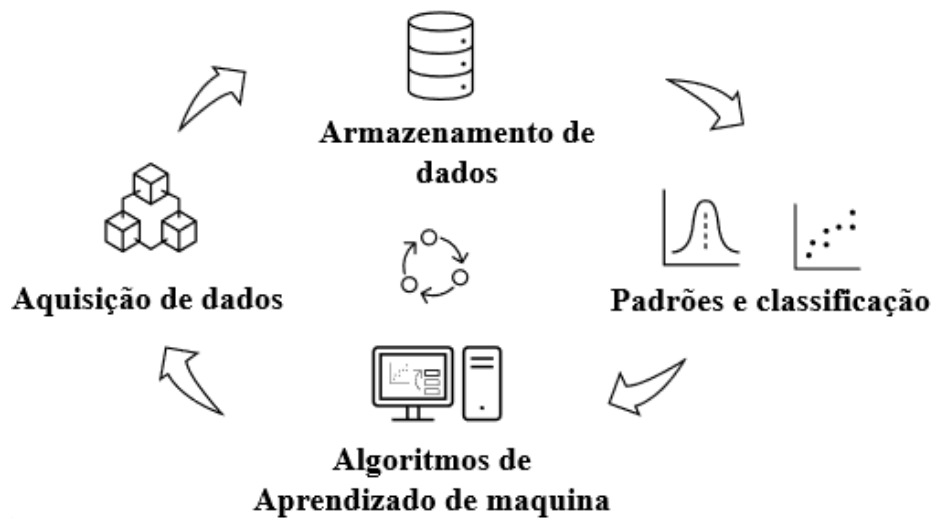 Armazenamento de
dados
Aquisição de dados
Padrões e classificação
Algoritmos de
Aprendizado de maquina